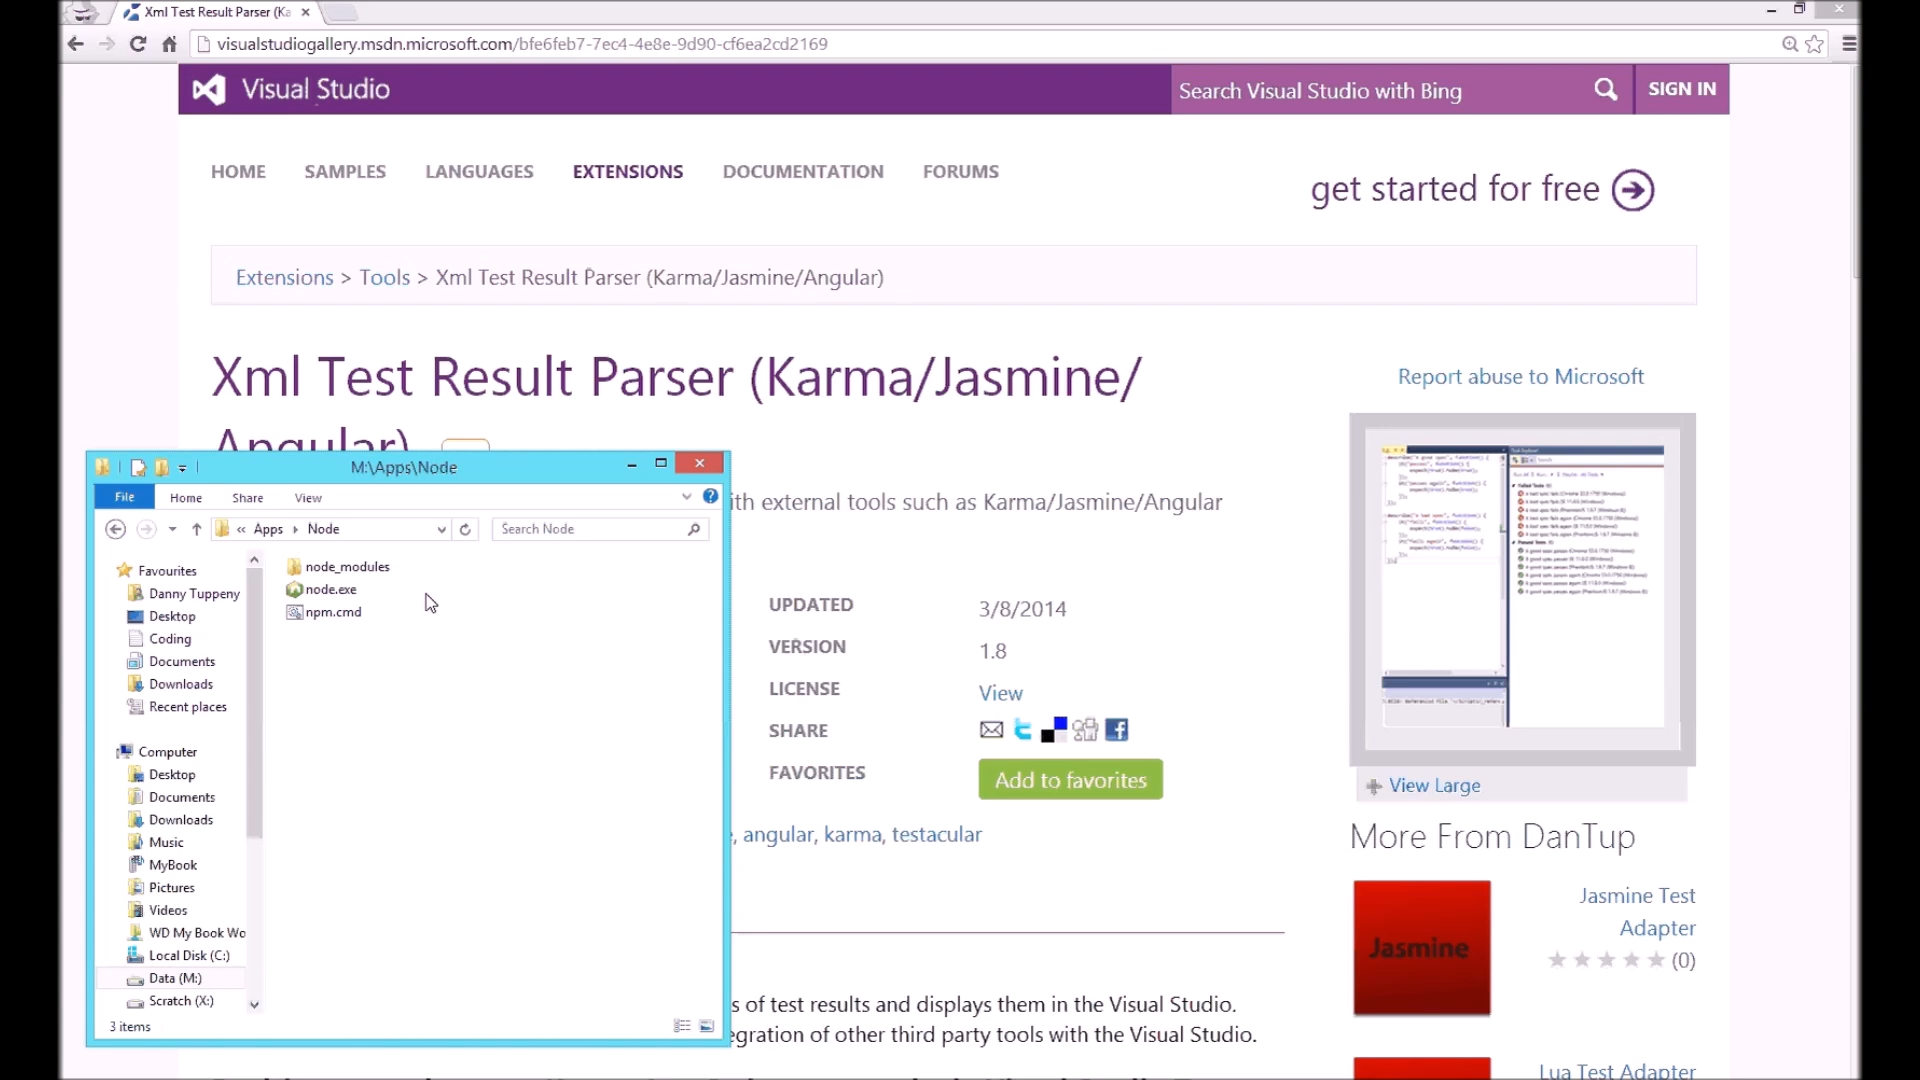 Xml Test Result Parser (Ka
visualstudiogallery.msdn.microsoft.com/bfe6feb7-7ec4-4e8e-9d90-cf6ea2cd2169
Visual Studio
Search Visual Studio with Bing
SIGN IN
HOME SAMPLES LANGUAGES EXTENSIONS DOCUMENTATION FORUMS
get started for free
Extensions > Tools > Xml Test Result Parser (Karma/Jasmine/Angular)
Xml Test Result Parser (Karma/Jasmine/
Angular)
Report abuse to Microsoft
ith external tools such as Karma/Jasmine/Angular
UPDATED 3/8/2014
VERSION 1.8
LICENSE View
SHARE
FAVORITES Add to favorites
, angular, karma, testacular
s of test results and displays them in the Visual Studio.
egration of other third party tools with the Visual Studio.
View Large
More From DanTup
Jasmine
Jasmine Test
Adapter
(0)
Lua Test Adapter
M:\Apps\Node
File Home Share View
« Apps Node
Search Node
Favourites
Danny Tuppeny
Desktop
Coding
Documents
Downloads
Recent places
Computer
Desktop
Documents
Downloads
Music
MyBook
Pictures
Videos
WD My Book Wo
Local Disk (C:)
Data (M:)
Scratch (X:)
node_modules
node.exe
npm.cmd
3 items